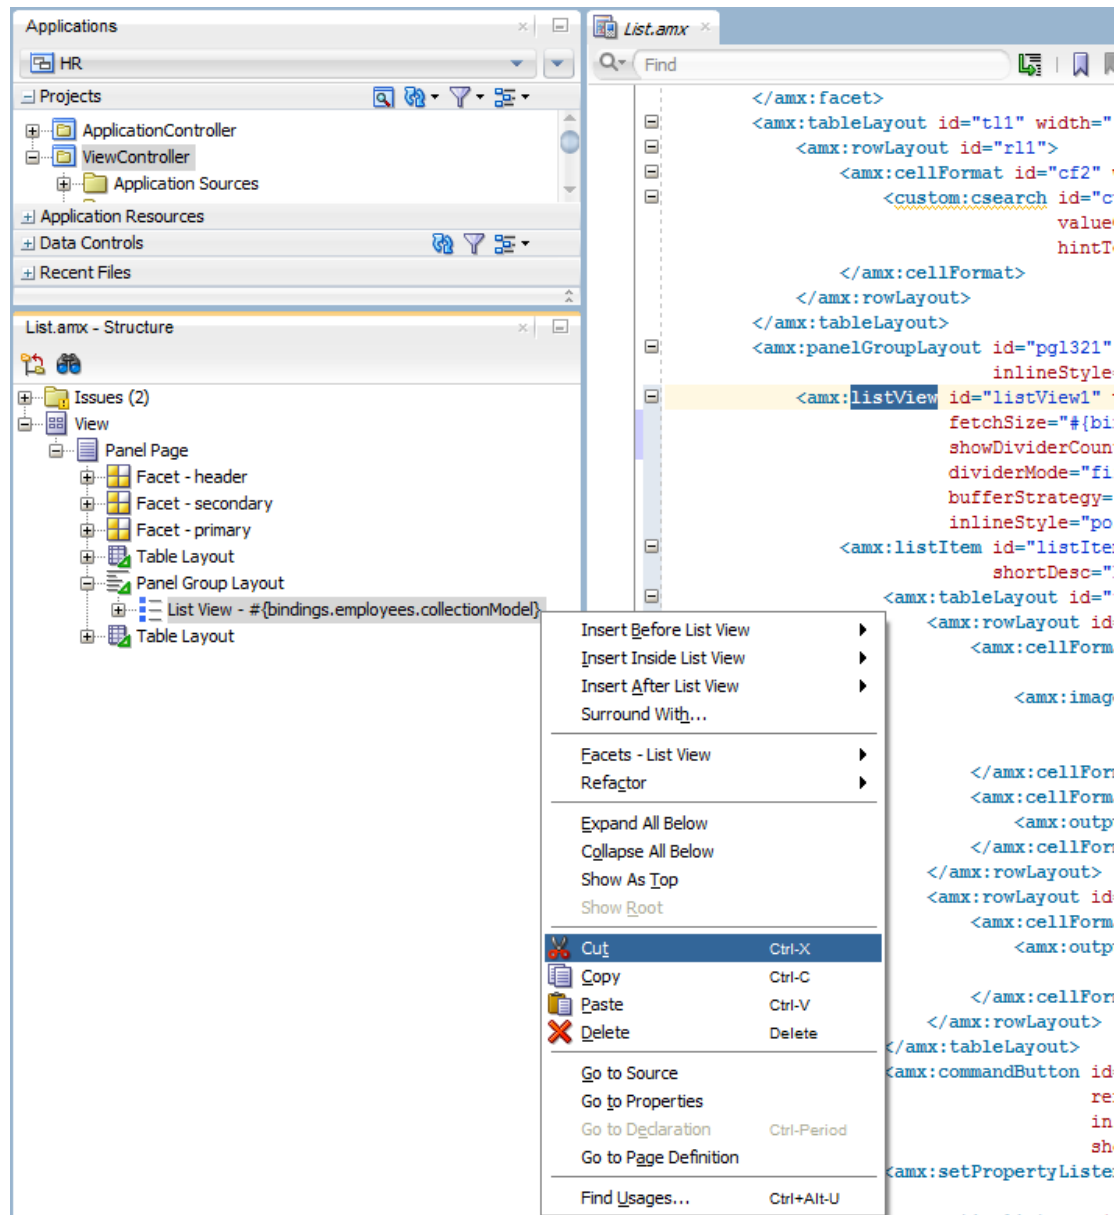 Applications
HR
Projects
ApplicationController
ViewController
Application Sources
Application Resources
Data Controls
Recent Files
List.amx - Structure
Issues (2)
View
Panel Page
Facet - header
Facet - secondary
Facet - primary
Table Layout
Panel Group Layout
List View - #{bindings.employees.collectionModel}
Table Layout
Insert Before List View
Insert Inside List View
Insert After List View
Surround With...
Facets - List View
Refactor
Expand All Below
Collapse All Below
Show As Top
Show Root
Cut Ctrl-X
Copy Ctrl-C
Paste Ctrl-V
Delete Delete
Go to Source
Go to Properties
Go to Declaration Ctrl-Period
Go to Page Definition
Find Usages... Ctrl+Alt-U
List.amx
Find
</amx:facet>
<amx:tableLayout id="tl1" width="
<amx:rowLayout id="rl1">
<amx:cellFormat id="cf2"
<custom:csearch id="c
value
hintT
</amx:cellFormat>
</amx:rowLayout>
</amx:tableLayout>
<amx:panelGroupLayout id="pgl321"
inlineStyle
<amx:listView id="listView1"
fetchSize="#{bi
showDividerCoun
dividerMode="fi
bufferStrategy=
inlineStyle="po
<amx:listItem id="listIte
shortDesc="
<amx:tableLayout id="
<amx:rowLayout id
<amx:cellForm
<amx:imag
</amx:cellFor
<amx:cellForm
<amx:outp
</amx:cellFor
</amx:rowLayout>
<amx:rowLayout id
<amx:cellForm
<amx:outp
</amx:cellFor
</amx:rowLayout>
</amx:tableLayout>
<amx:commandButton id
re
in
sh
<amx:setPropertyListe